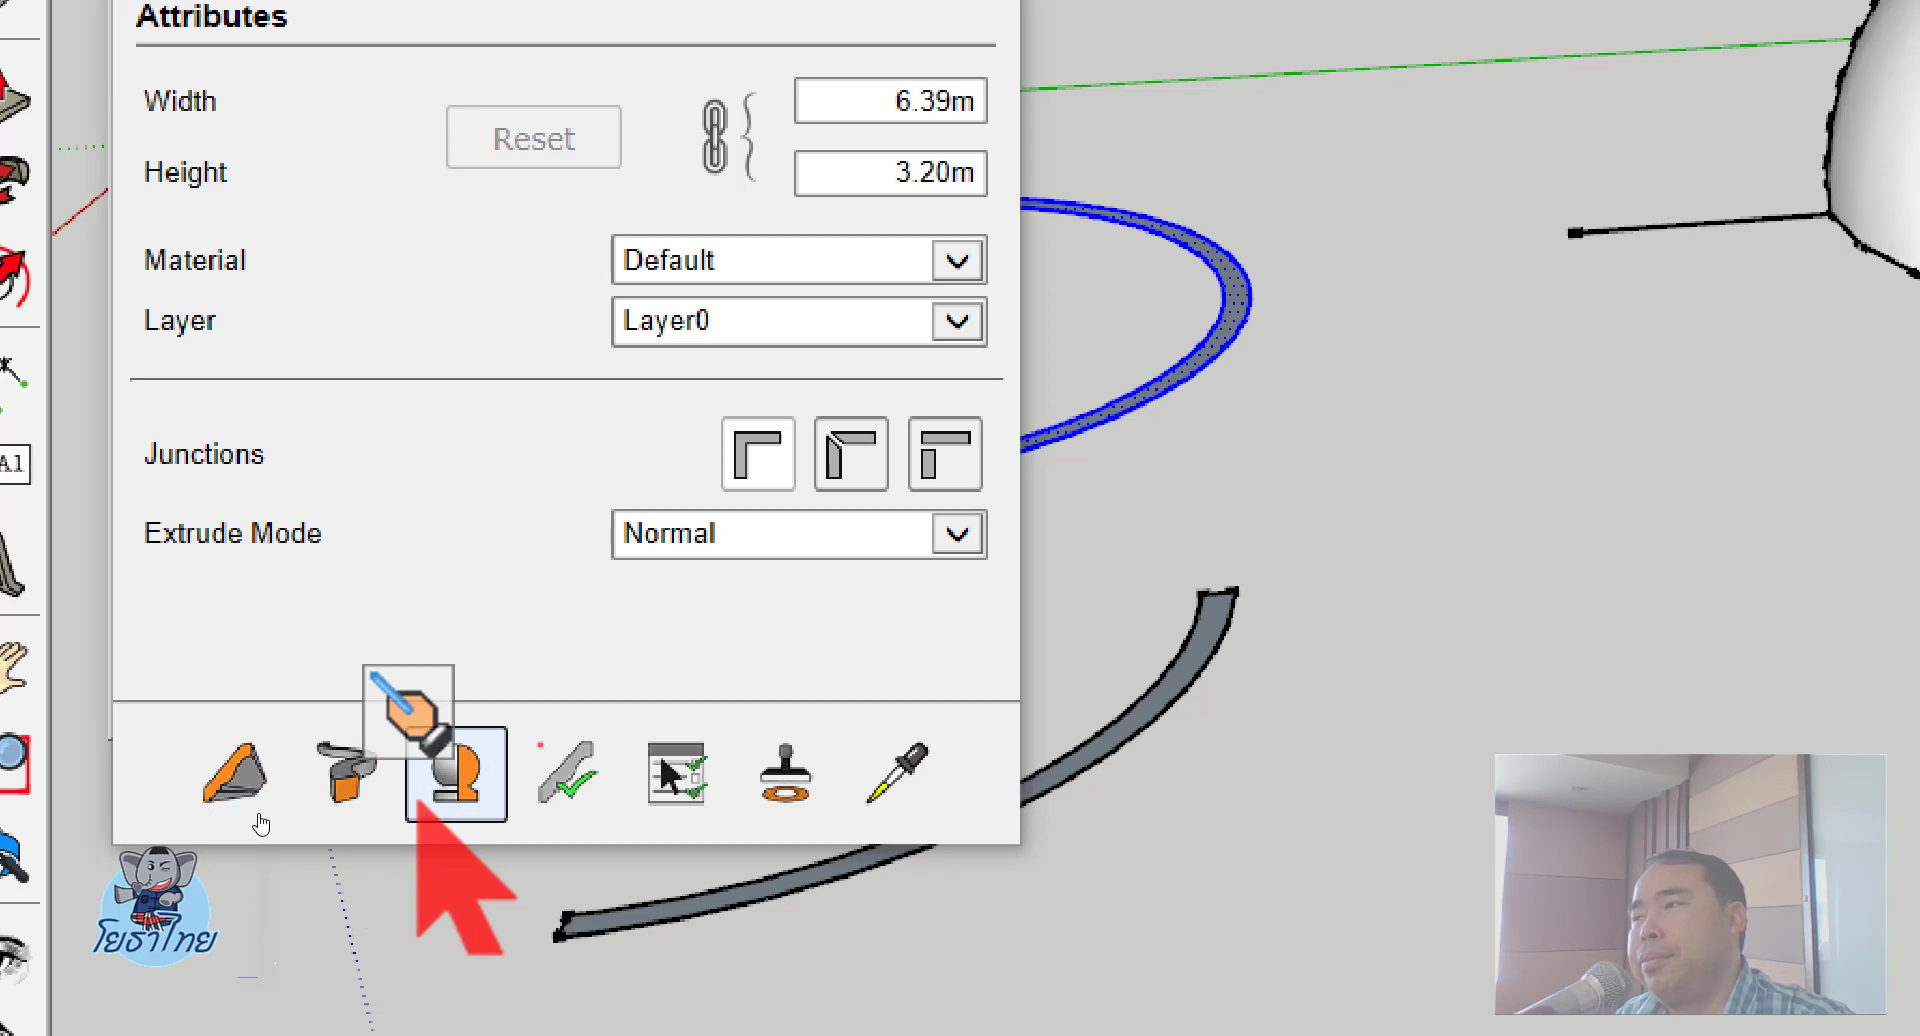 Attributes
Width
6.39m
Reset
Height
3.20m
Material
Default
Layer
Layer0
Junctions
Extrude Mode
Normal
A1
โยธาไทย